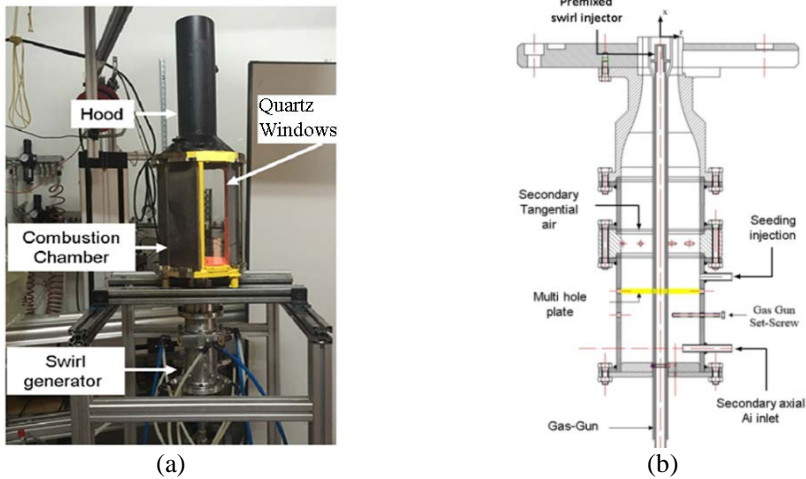 Hood
Quartz
Windows
Combustion
Chamber
Swirl
generator
(a)
Premixed
swirl injector
x
r
Secondary
Tangential
air
Seeding
injection
Multi hole
plate
Gas Gun
Set-Screw
Secondary axial
Ai inlet
Gas-Gun
(b)